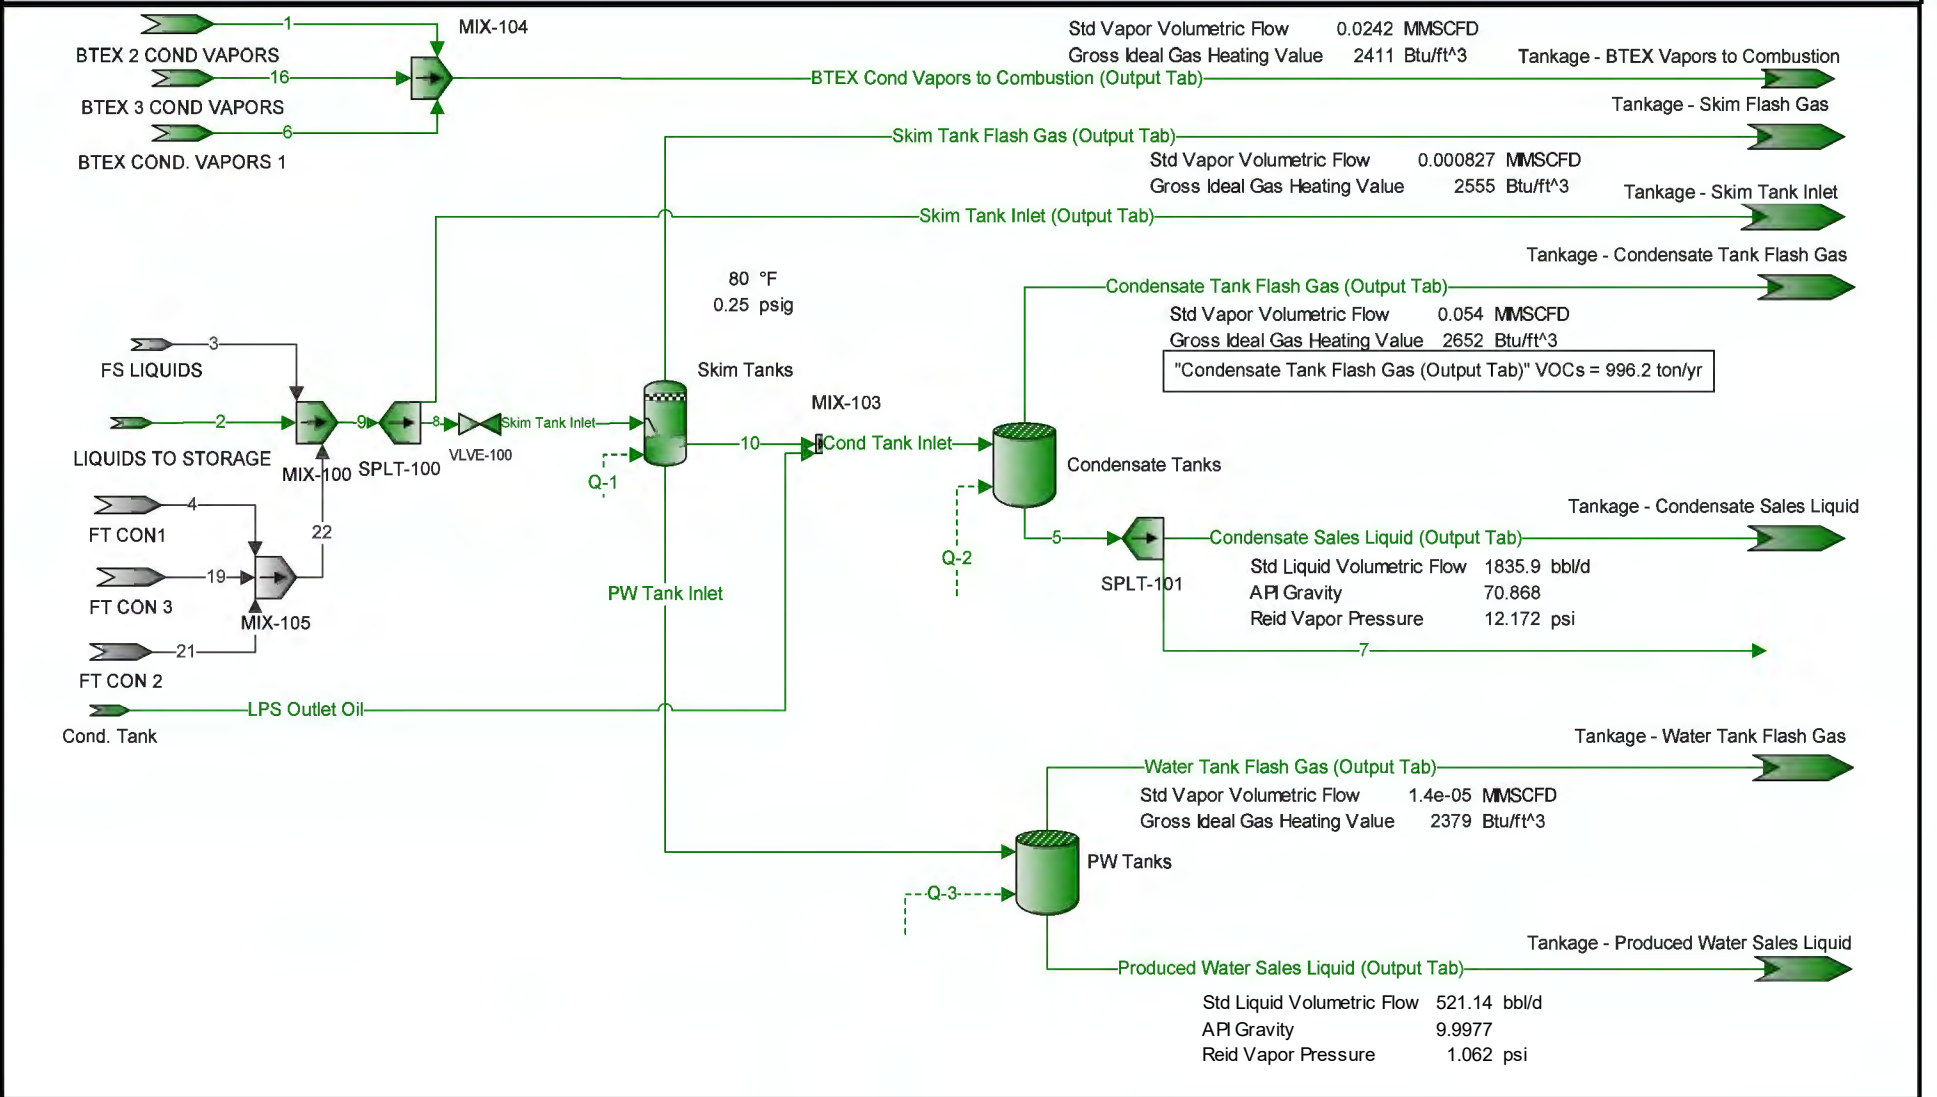 1
MIX-104
BTEX 2 COND VAPORS
16
BTEX 3 COND VAPORS
6
BTEX COND. VAPORS 1
Std Vapor Volumetric Flow 0.0242 MMSCFD
Gross Ideal Gas Heating Value 2411 Btu/ft^3
Tankage - BTEX Vapors to Combustion
BTEX Cond Vapors to Combustion (Output Tab)
Tankage - Skim Flash Gas
Skim Tank Flash Gas (Output Tab)
Std Vapor Volumetric Flow 0.000827 MMSCFD
Gross Ideal Gas Heating Value 2555 Btu/ft^3
Tankage - Skim Tank Inlet
Skim Tank Inlet (Output Tab)
Tankage - Condensate Tank Flash Gas
80 °F
0.25 psig
Condensate Tank Flash Gas (Output Tab)
Std Vapor Volumetric Flow 0.054 MMSCFD
Gross Ideal Gas Heating Value 2652 Btu/ft^3
"Condensate Tank Flash Gas (Output Tab)" VOCs = 996.2 ton/yr
3
FS LIQUIDS
Skim Tanks
MIX-103
2
9
8
Skim Tank Inlet
10
Cond Tank Inlet
LIQUIDS TO STORAGE
MIX-100
SPLT-100
VLVE-100
Q-1
Condensate Tanks
4
FT CON1
22
19
FT CON 3
MIX-105
21
FT CON 2
PW Tank Inlet
Q-2
5
SPLT-101
Tankage - Condensate Sales Liquid
Condensate Sales Liquid (Output Tab)
Std Liquid Volumetric Flow 1835.9 bbl/d
API Gravity 70.868
Reid Vapor Pressure 12.172 psi
7
LPS Outlet Oil
Cond. Tank
Tankage - Water Tank Flash Gas
Water Tank Flash Gas (Output Tab)
Std Vapor Volumetric Flow 1.4e-05 MMSCFD
Gross Ideal Gas Heating Value 2379 Btu/ft^3
PW Tanks
Q-3
Tankage - Produced Water Sales Liquid
Produced Water Sales Liquid (Output Tab)
Std Liquid Volumetric Flow 521.14 bbl/d
API Gravity 9.9977
Reid Vapor Pressure 1.062 psi